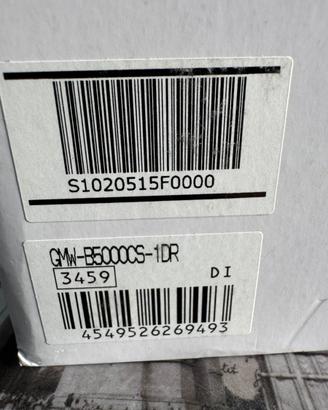 S1020515F0000
GMW-B5000CS-1DR
3459
DI
4549526269493